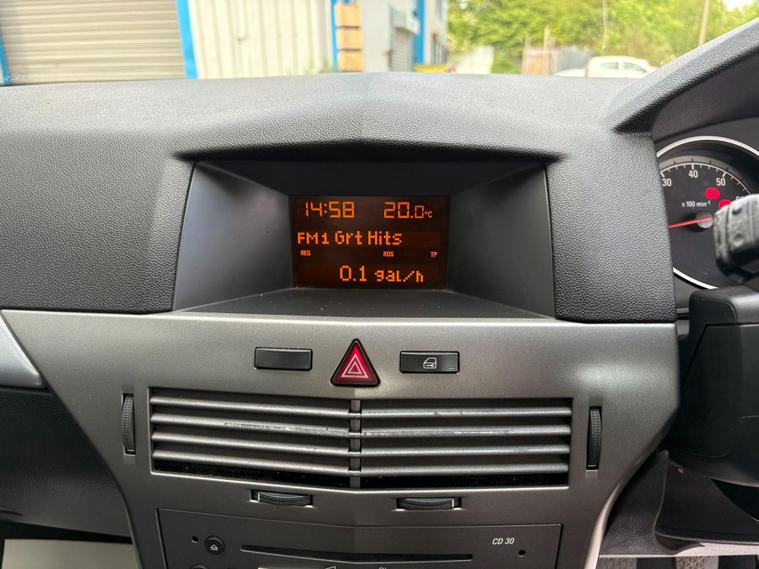 14:58 20.0°C
FM1 Grt Hits
REG RDS TP
0.1 gal/h
30 40 50
x 100 min⁻¹
CD 30